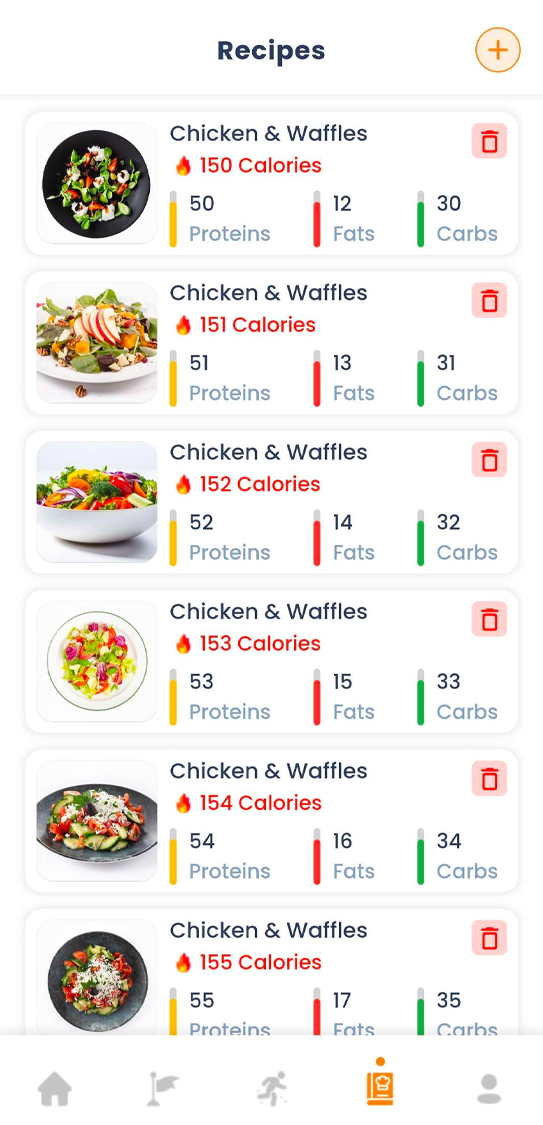 Recipes
Chicken & Waffles
150 Calories
50 12 30
Proteins Fats Carbs
Chicken & Waffles
151 Calories
51 13 31
Proteins Fats Carbs
Chicken & Waffles
152 Calories
52 14 32
Proteins Fats Carbs
Chicken & Waffles
153 Calories
53 15 33
Proteins Fats Carbs
Chicken & Waffles
154 Calories
54 16 34
Proteins Fats Carbs
Chicken & Waffles
155 Calories
55 17 35
Proteins Fats Carbs